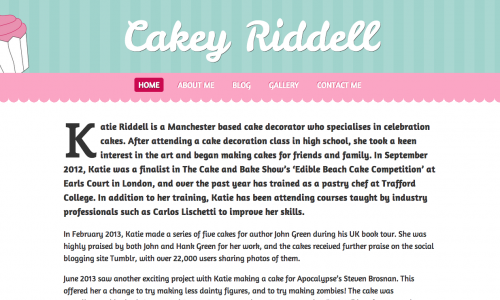 Cakey Riddell
HOME ABOUT ME BLOG GALLERY CONTACT ME
Katie Riddell is a Manchester based cake decorator who specialises in celebration
cakes. After attending a cake decoration class in high school, she took a keen
interest in the art and began making cakes for friends and family. In September
2012, Katie was a finalist in The Cake and Bake Show's 'Edible Beach Cake Competition' at
Earls Court in London, and over the past year has trained as a pastry chef at Trafford
College. In addition to her training, Katie has been attending courses taught by industry
professionals such as Carlos Lischetti to improve her skills.
In February 2013, Katie made a series of five cakes for author John Green during his UK book tour. She was
highly praised by both John and Hank Green for her work, and the cakes received further praise on the social
blogging site Tumblr, with over 22,000 users sharing photos of them.
June 2013 saw another exciting project with Katie making a cake for Apocalypse's Steven Brosnan. This
offered her a change to try making less dainty figures, and to try making zombies! The cake was